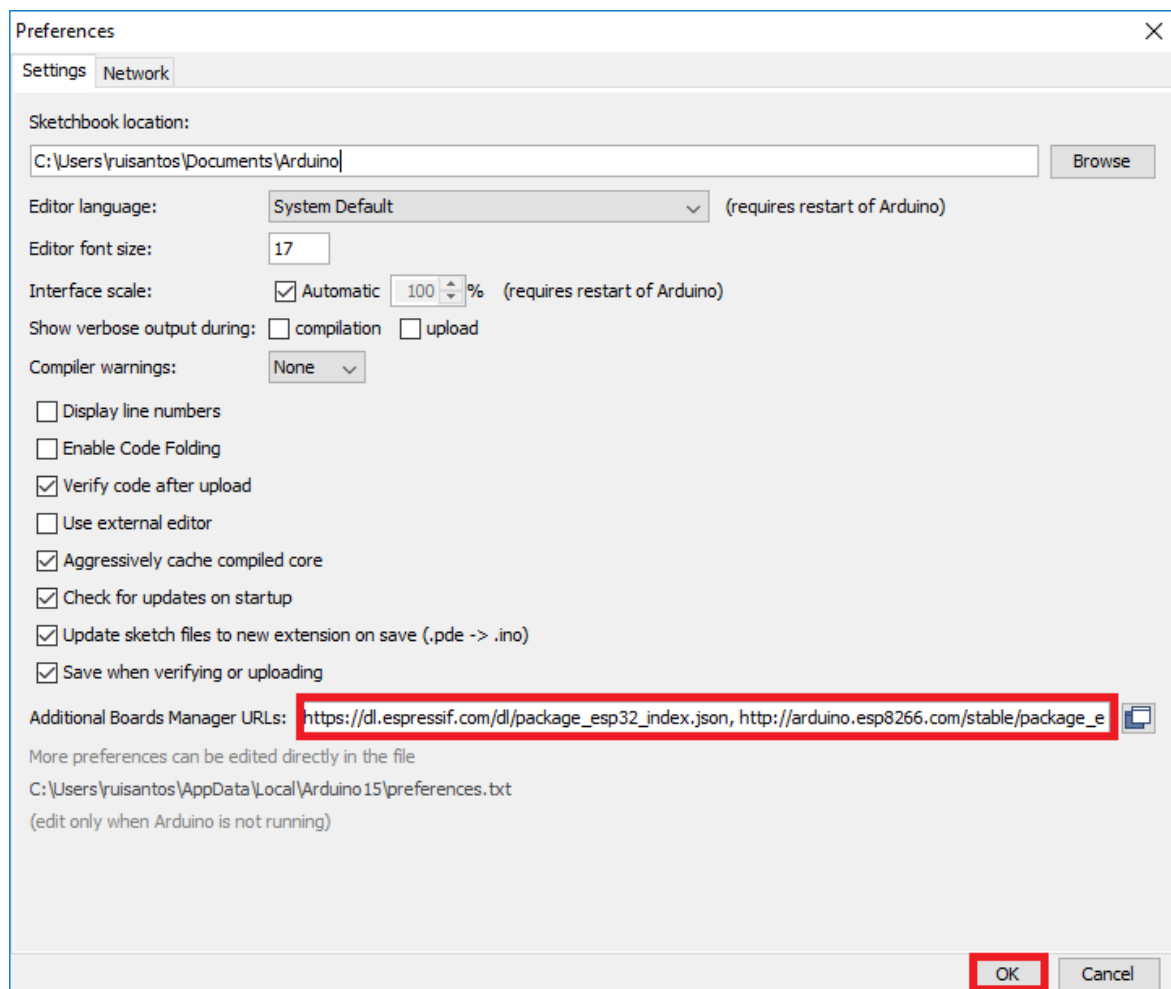 Preferences
Settings Network
Sketchbook location:
C:\Users\ruisantos\Documents\Arduino Browse
Editor language: System Default (requires restart of Arduino)
Editor font size: 17
Interface scale: Automatic 100 % (requires restart of Arduino)
Show verbose output during: compilation upload
Compiler warnings: None
Display line numbers
Enable Code Folding
Verify code after upload
Use external editor
Aggressively cache compiled core
Check for updates on startup
Update sketch files to new extension on save (.pde -> .ino)
Save when verifying or uploading
Additional Boards Manager URLs: https://dl.espressif.com/dl/package_esp32_index.json, http://arduino.esp8266.com/stable/package_e
More preferences can be edited directly in the file
C:\Users\ruisantos\AppData\Local\Arduino15\preferences.txt
(edit only when Arduino is not running)
OK Cancel